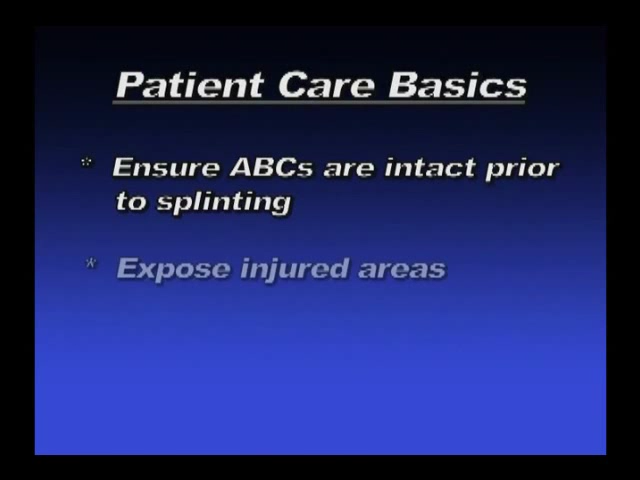 Patient Care Basics
* Ensure ABCs are intact prior
to splinting
* Expose injured areas